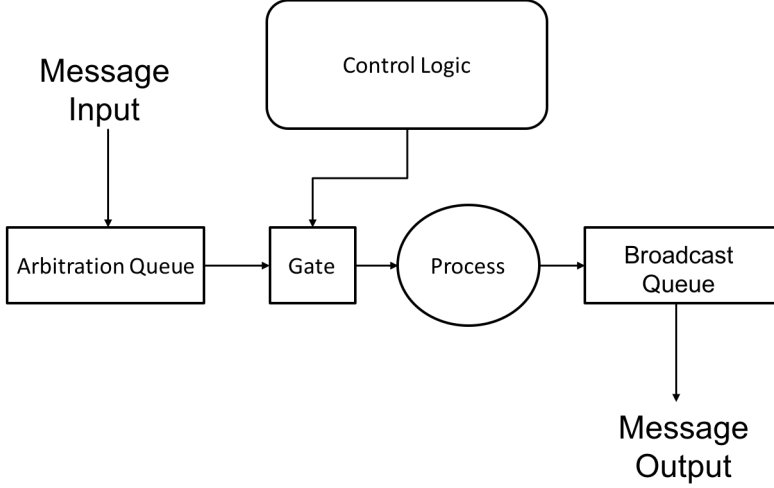 Control Logic
Message
Input
Arbitration Queue
Gate
Process
Broadcast
Queue
Message
Output